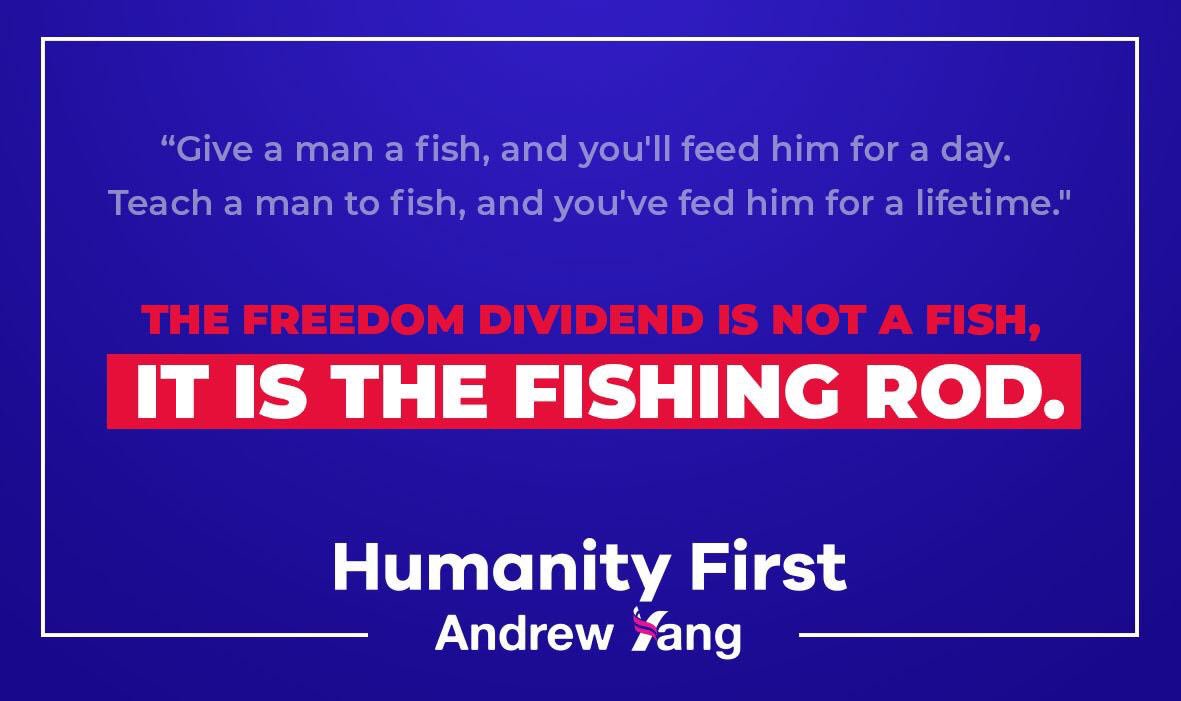 “Give a man a fish, and you'll feed him for a day.
Teach a man to fish, and you've fed him for a lifetime."
THE FREEDOM DIVIDEND IS NOT A FISH,
IT IS THE FISHING ROD.
Humanity First
Andrew Yang